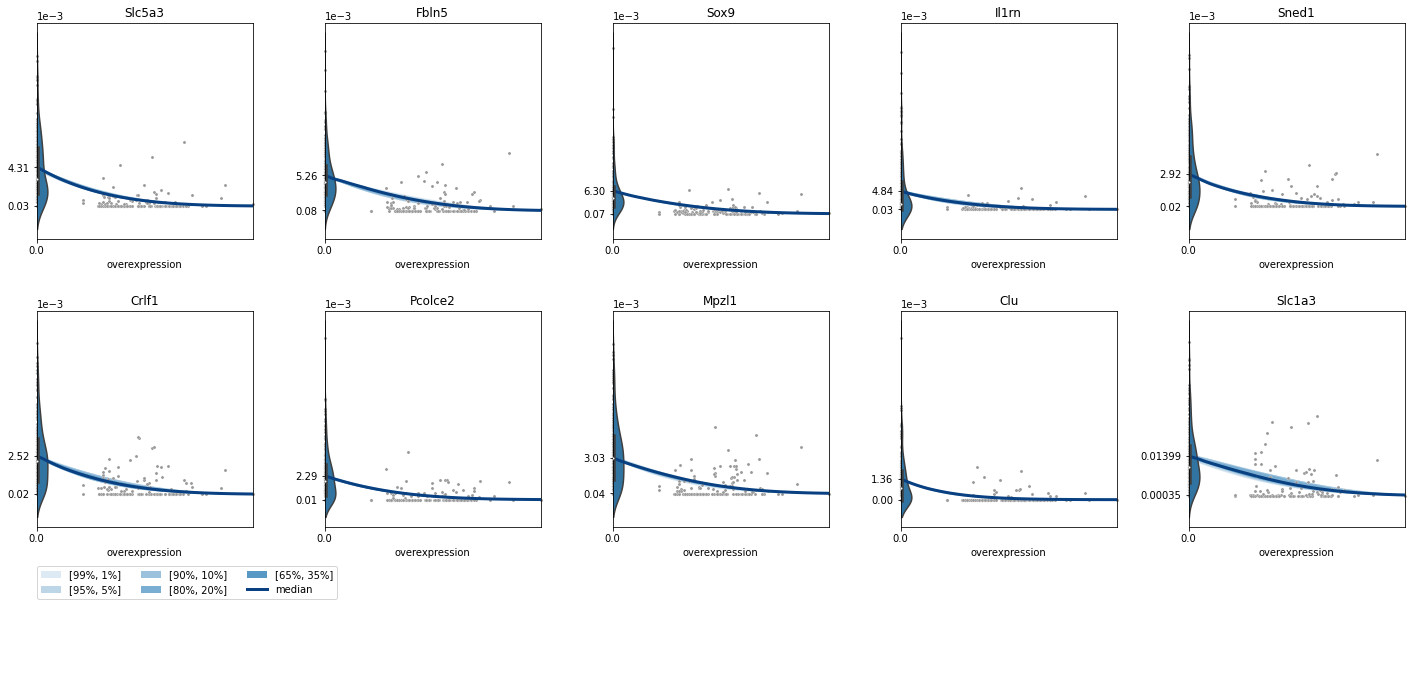 Slc5a3 Fbln5 Sox9 Il1rn Sned1
1e−3 1e−3 1e−3 1e−3 1e−3
4.31 5.26 6.30 4.84 2.92
0.03 0.08 0.07 0.03 0.02
0.0 0.0 0.0 0.0 0.0
overexpression overexpression overexpression overexpression overexpression
Crlf1 Pcolce2 Mpzl1 Clu Slc1a3
1e−3 1e−3 1e−3 1e−3
2.52 2.29 3.03 1.36 0.01399
0.02 0.01 0.04 0.00 0.00035
0.0 0.0 0.0 0.0 0.0
overexpression overexpression overexpression overexpression overexpression
[99%, 1%] [90%, 10%] [65%, 35%]
[95%, 5%] [80%, 20%] median